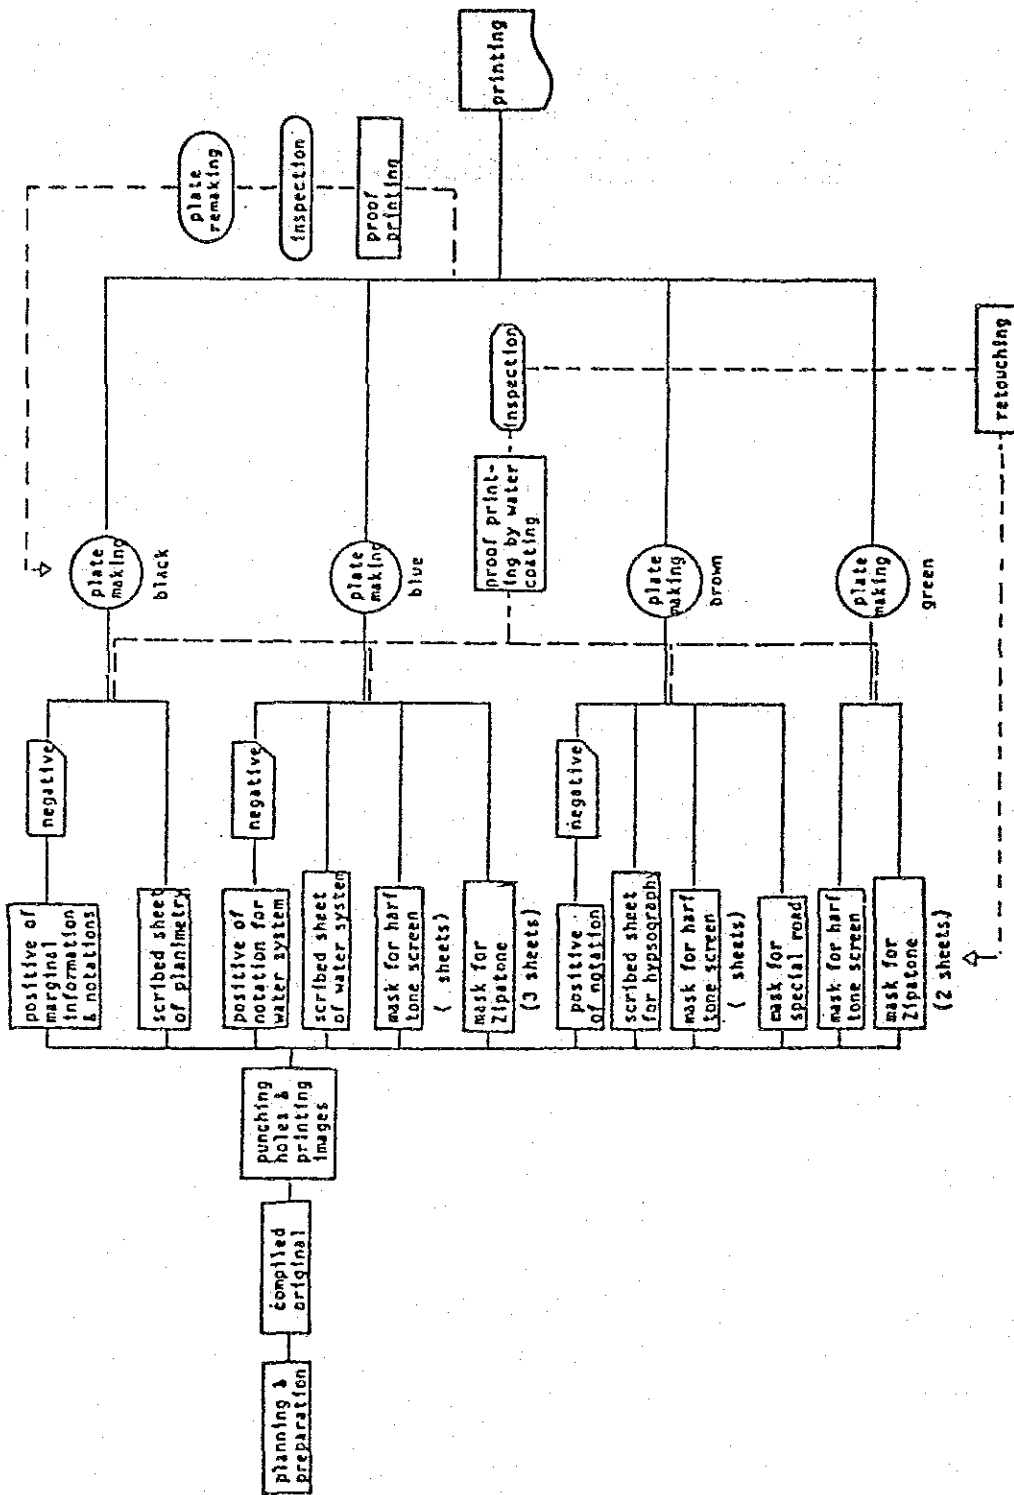 planning &
preparation
compiled
original
punching
holes &
printing
images
positive of
marginal
information
& notations
negative
scribed sheet
of planimetry
positive of
notation for
water system
negative
scribed sheet
of water system
mask for harf
tone screen
( sheets)
mask for
Zipatone
(3 sheets)
positive
of notation
negative
scribed sheet
for hypsography
mask for harf
tone screen
( sheets)
mask for
special road
mask for harf
tone screen
mask for
Zipatone
(2 sheets)
plate
making
black
plate
making
blue
plate
making
brown
plate
making
green
proof print-
ing by water
coating
inspection
retouching
proof
printing
inspection
plate
remaking
printing